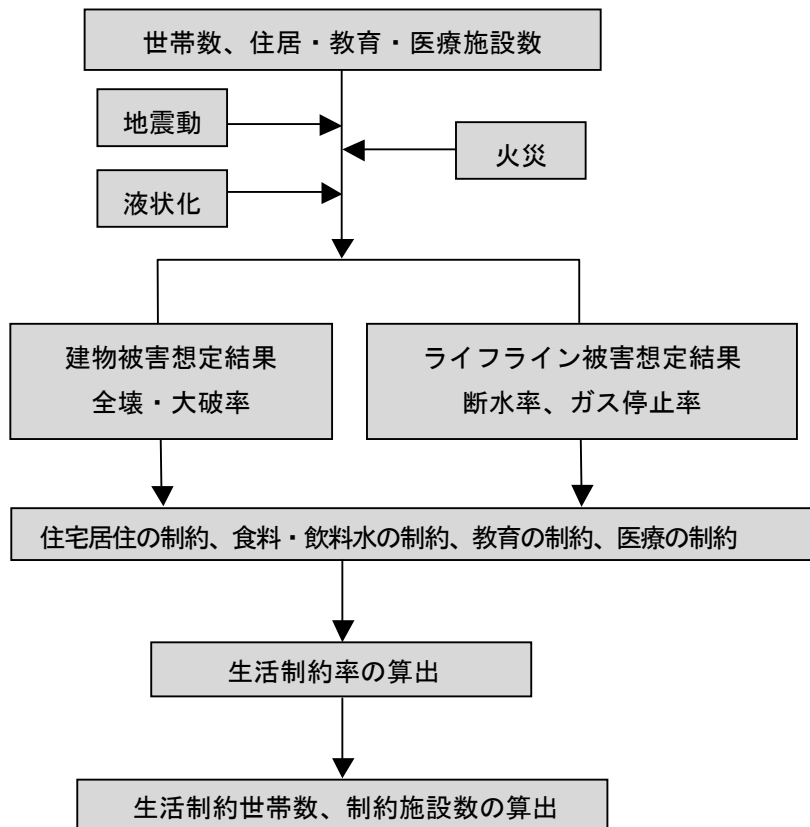 世帯数、住居・教育・医療施設数
地震動
火災
液状化
建物被害想定結果
全壊・大破率
ライフライン被害想定結果
断水率、ガス停止率
住宅居住の制約、食料・飲料水の制約、教育の制約、医療の制約
生活制約率の算出
生活制約世帯数、制約施設数の算出